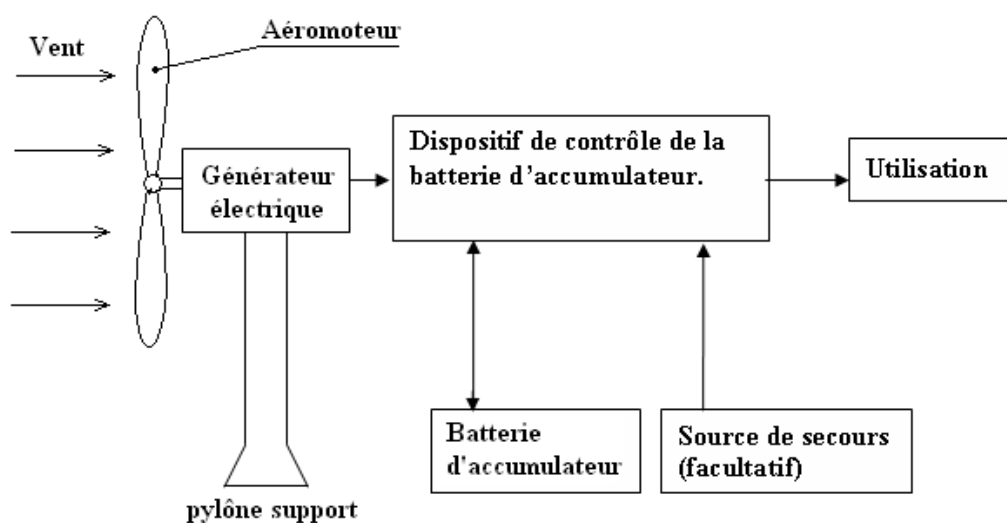 Vent
Aéromoteur
Générateur
électrique
Dispositif de contrôle de la
batterie d'accumulateur.
Utilisation
Batterie
d'accumulateur
Source de secours
(facultatif)
pylône support